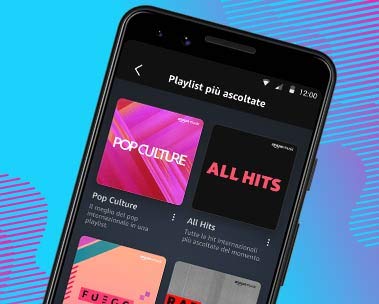 12:00
Playlist più ascoltate
amazon music
POP CULTURE
Pop Culture
Il meglio del pop
internazionale in una
playlist.
amazon music
ALL HITS
All Hits
Tutte le hit internazionali
più ascoltate del momento.
amazon music
FUEGO
amazon music